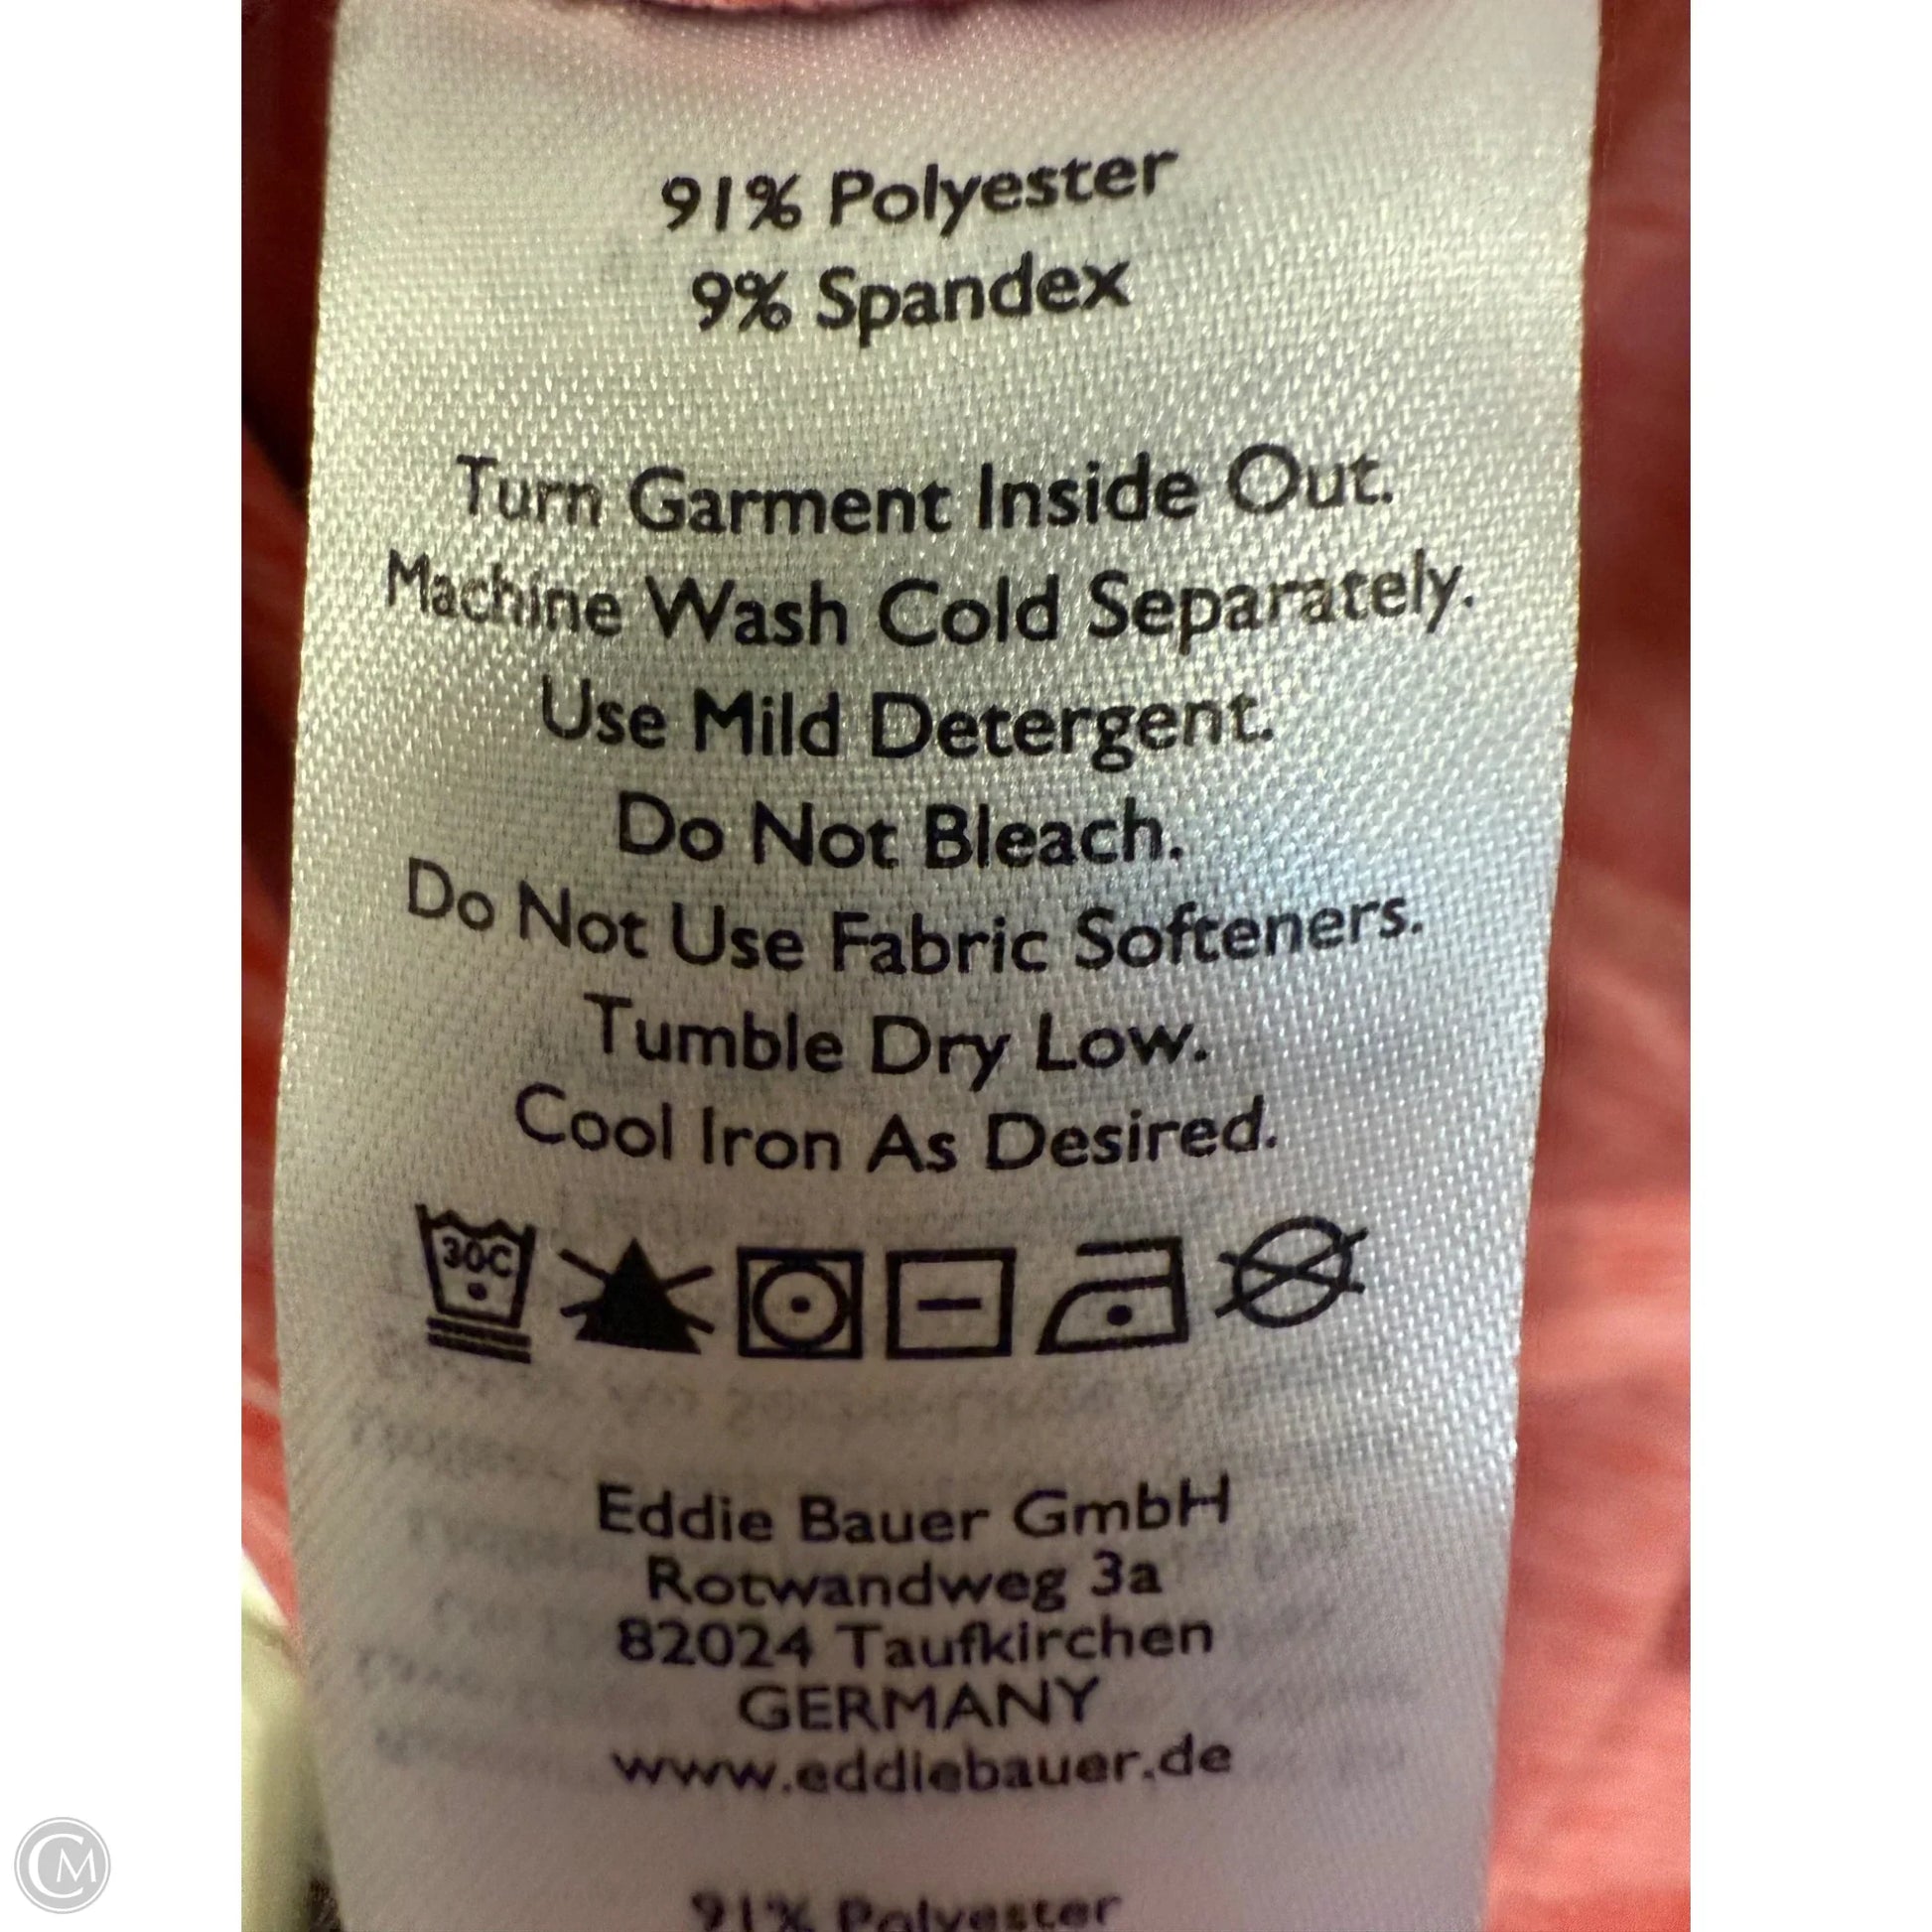 91% Polyester
9% Spandex
Turn Garment Inside Out.
Machine Wash Cold Separately.
Use Mild Detergent.
Do Not Bleach.
Do Not Use Fabric Softeners.
Tumble Dry Low.
Cool Iron As Desired.
30C
Eddie Bauer GmbH
Rotwandweg 3a
82024 Taufkirchen
GERMANY
www.eddiebauer.de
91% Polyester
CM